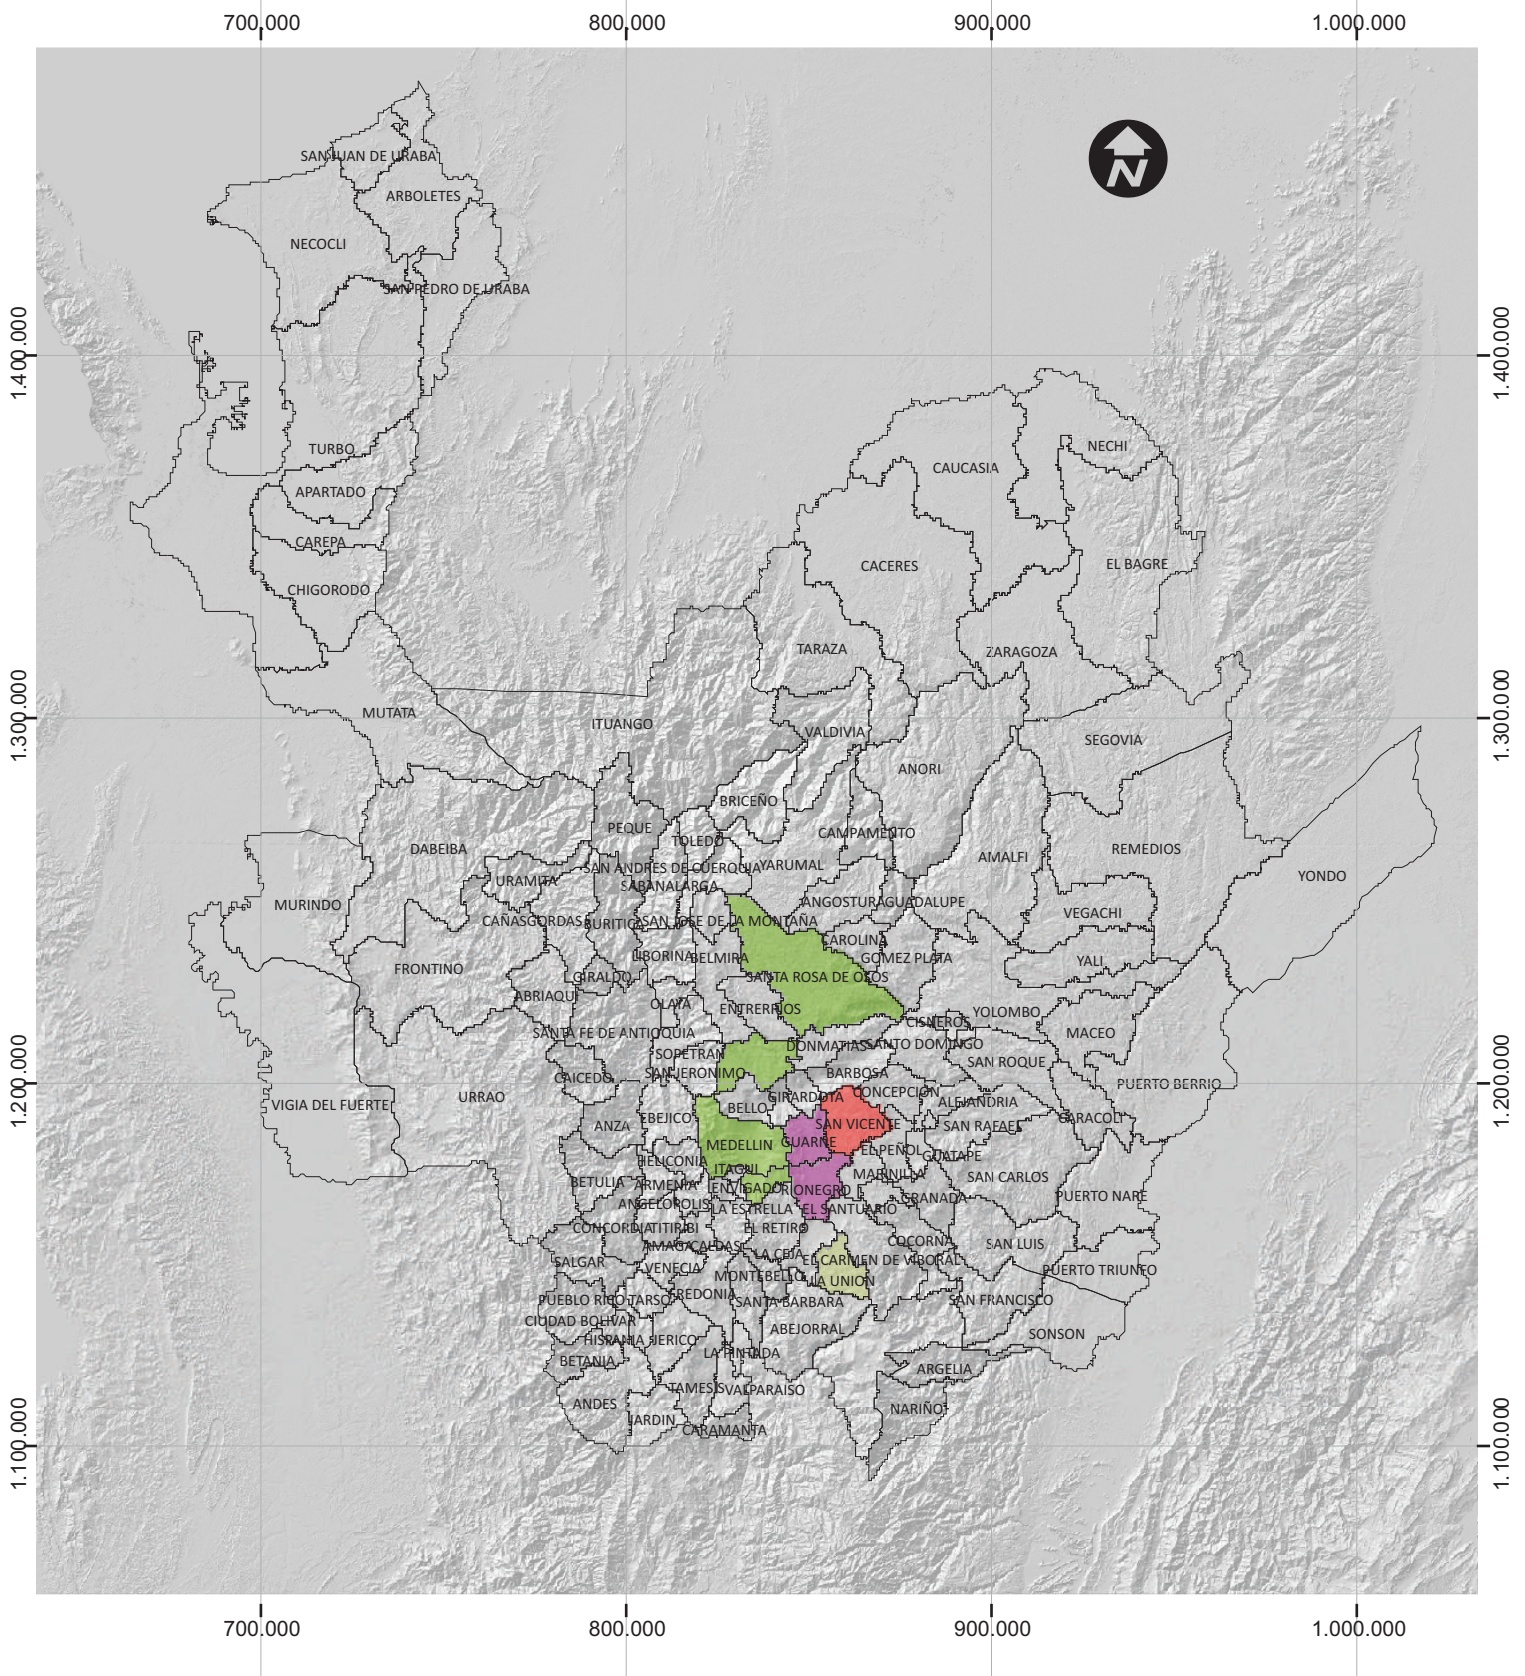 700.000 800.000 900.000 1.000.000
N
SAN JUAN DE URABA
ARBOLETES
NECOCLI
SAN PEDRO DE URABA
1.400.000 1.400.000
TURBO
NECHI
CAUCASIA
APARTADO
CAREPA
EL BAGRE
CACERES
CHIGORODO
TARAZA
ZARAGOZA
1.300.000 1.300.000
MUTATA
ITUANGO
VALDIVIA
SEGOVIA
ANORI
BRICEÑO
PEQUE
CAMPAMENTO
TOLEDO
DABEIBA
REMEDIOS
AMALFI
SAN ANDRES DE CUERQUIA
YARUMAL
YONDO
URAMITA
SABANALARGA
MURINDO
ANGOSTURA
GUADALUPE
VEGACHI
CAÑASGORDAS
BURITICA
SAN JOSE DE LA MONTAÑA
CAROLINA
LIBORINA
BELMIRA
GOMEZ PLATA
YALI
FRONTINO
GIRALDO
SANTA ROSA DE OSOS
ABRIAQUI
OLAYA
ENTRERRIOS
YOLOMBO
CISNEROS
SANTA FE DE ANTIOQUIA
MACEO
DONMATIAS
SANTO DOMINGO
SOPETRAN
SAN ROQUE
SAN JERONIMO
BARBOSA
CAICEDO
PUERTO BERRIO
1.200.000 1.200.000
URRAO
GIRARDOTA
CONCEPCION
ALEJANDRIA
VIGIA DEL FUERTE
BELLO
EBEJICO
CARACOLI
ANZA
SAN VICENTE
SAN RAFAEL
MEDELLIN
GUARNE
EL PEÑOL
GUATAPE
HELICONIA
ITAGUI
MARINILLA
SAN CARLOS
BETULIA
ARMENIA
ENVIGADO
RIONEGRO
PUERTO NARE
GRANADA
ANGELOPOLIS
LA ESTRELLA
EL SANTUARIO
CONCORDIA
TITIRIBI
EL RETIRO
COCORNA
SAN LUIS
AMAGA
CALDAS
LA CEJA
SALGAR
EL CARMEN DE VIBORAL
VENECIA
PUERTO TRIUNFO
MONTEBELLO
LA UNION
FREDONIA
PUEBLO RICO
TARSO
SANTA BARBARA
SAN FRANCISCO
CIUDAD BOLIVAR
ABEJORRAL
SONSON
HISPANIA
JERICO
LA PINTADA
BETANIA
ARGELIA
TAMESIS
VALPARAISO
ANDES
NARIÑO
JARDIN
CARAMANTA
1.100.000 1.100.000
700.000 800.000 900.000 1.000.000